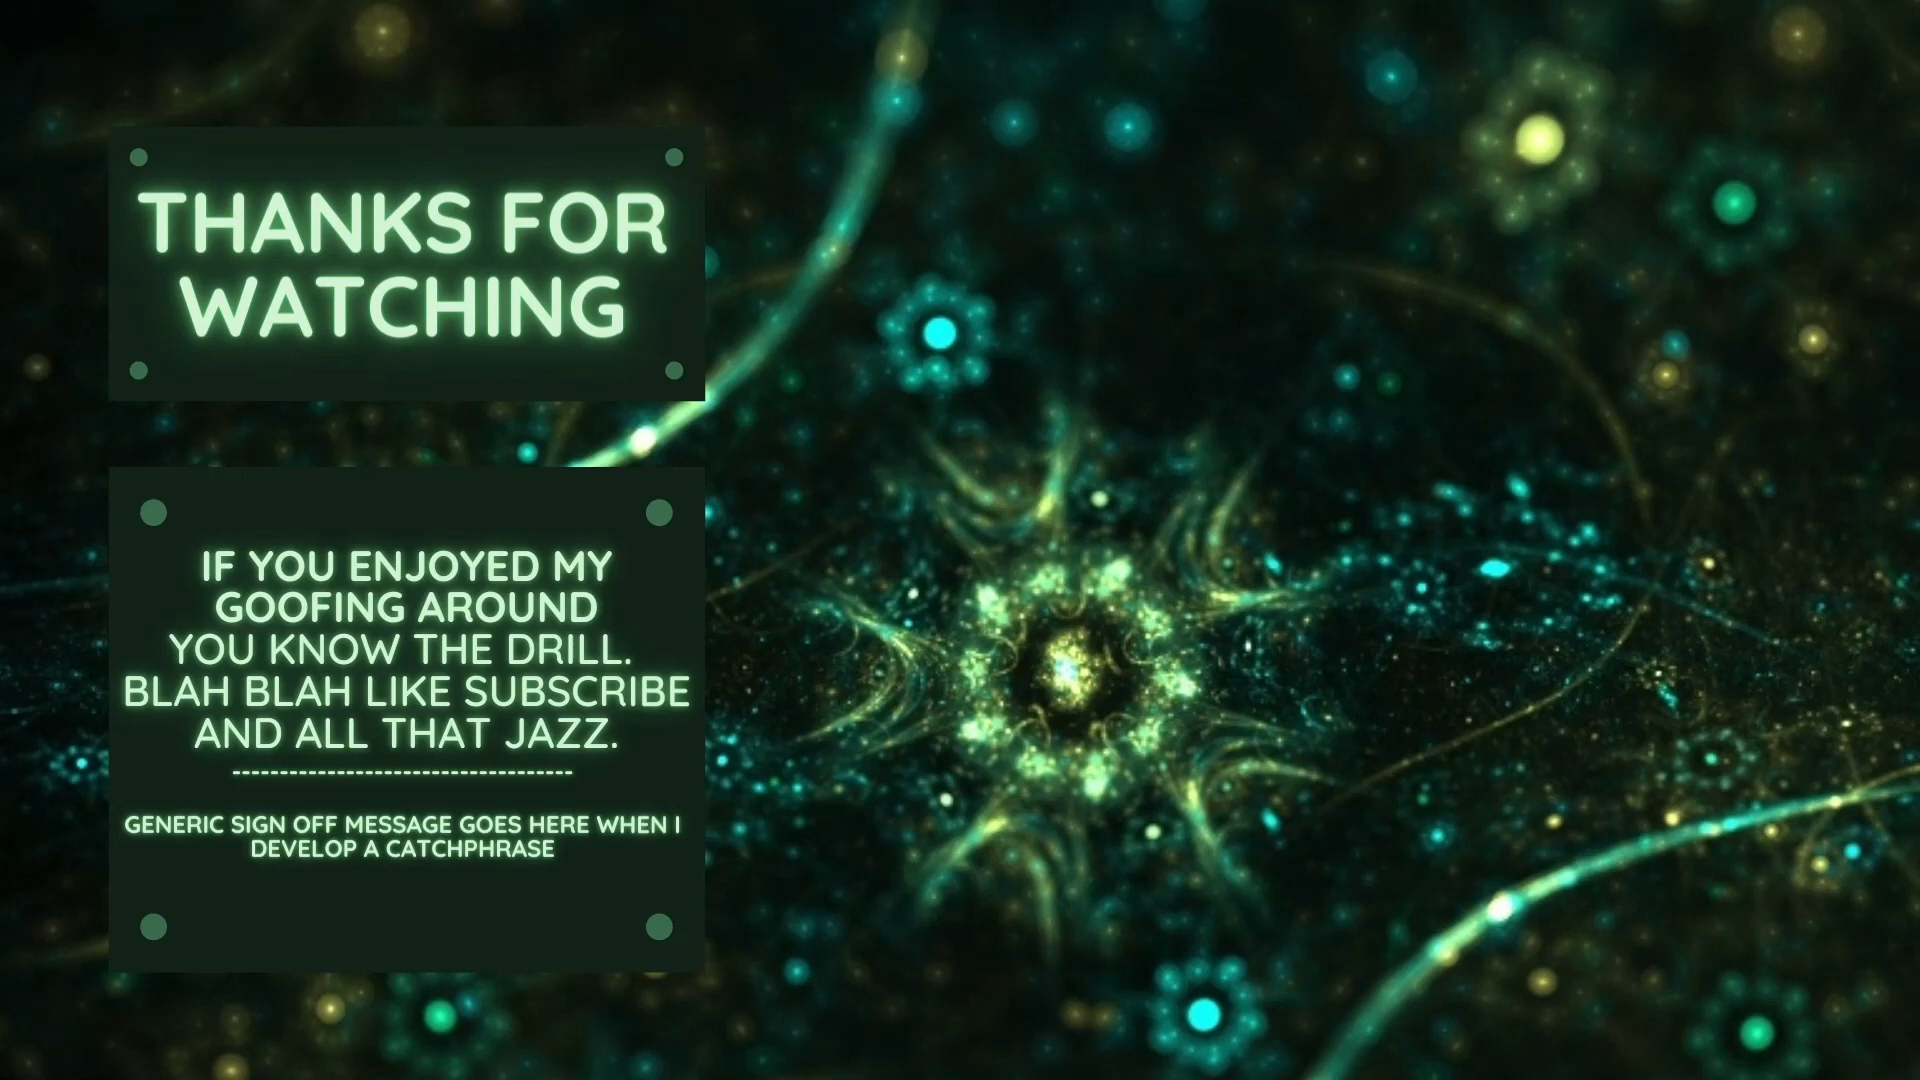 THANKS FOR
WATCHING
IF YOU ENJOYED MY
GOOFING AROUND
YOU KNOW THE DRILL.
BLAH BLAH LIKE SUBSCRIBE
AND ALL THAT JAZZ.
------------------------------------
GENERIC SIGN OFF MESSAGE GOES HERE WHEN I
DEVELOP A CATCHPHRASE